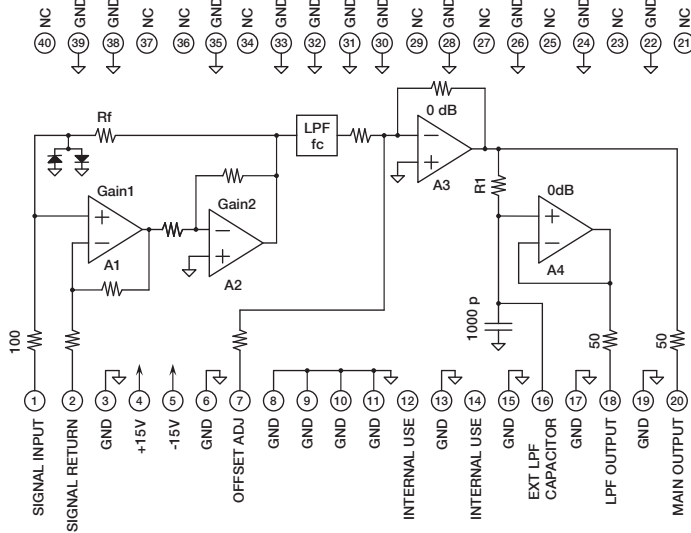 NC GND GND NC NC GND NC GND GND GND GND NC GND NC GND NC GND NC GND NC
40 39 38 37 36 35 34 33 32 31 30 29 28 27 26 25 24 23 22 21
Rf
LPF
fc
0 dB
−
+
A3
Gain1
+
−
A1
Gain2
−
+
A2
R1
0dB
+
−
A4
1000 p
100
50
50
1 2 3 4 5 6 7 8 9 10 11 12 13 14 15 16 17 18 19 20
SIGNAL INPUT
SIGNAL RETURN
GND
+15V
-15V
GND
OFFSET ADJ
GND
GND
GND
GND
INTERNAL USE
GND
INTERNAL USE
GND
EXT LPF
CAPACITOR
GND
LPF OUTPUT
GND
MAIN OUTPUT